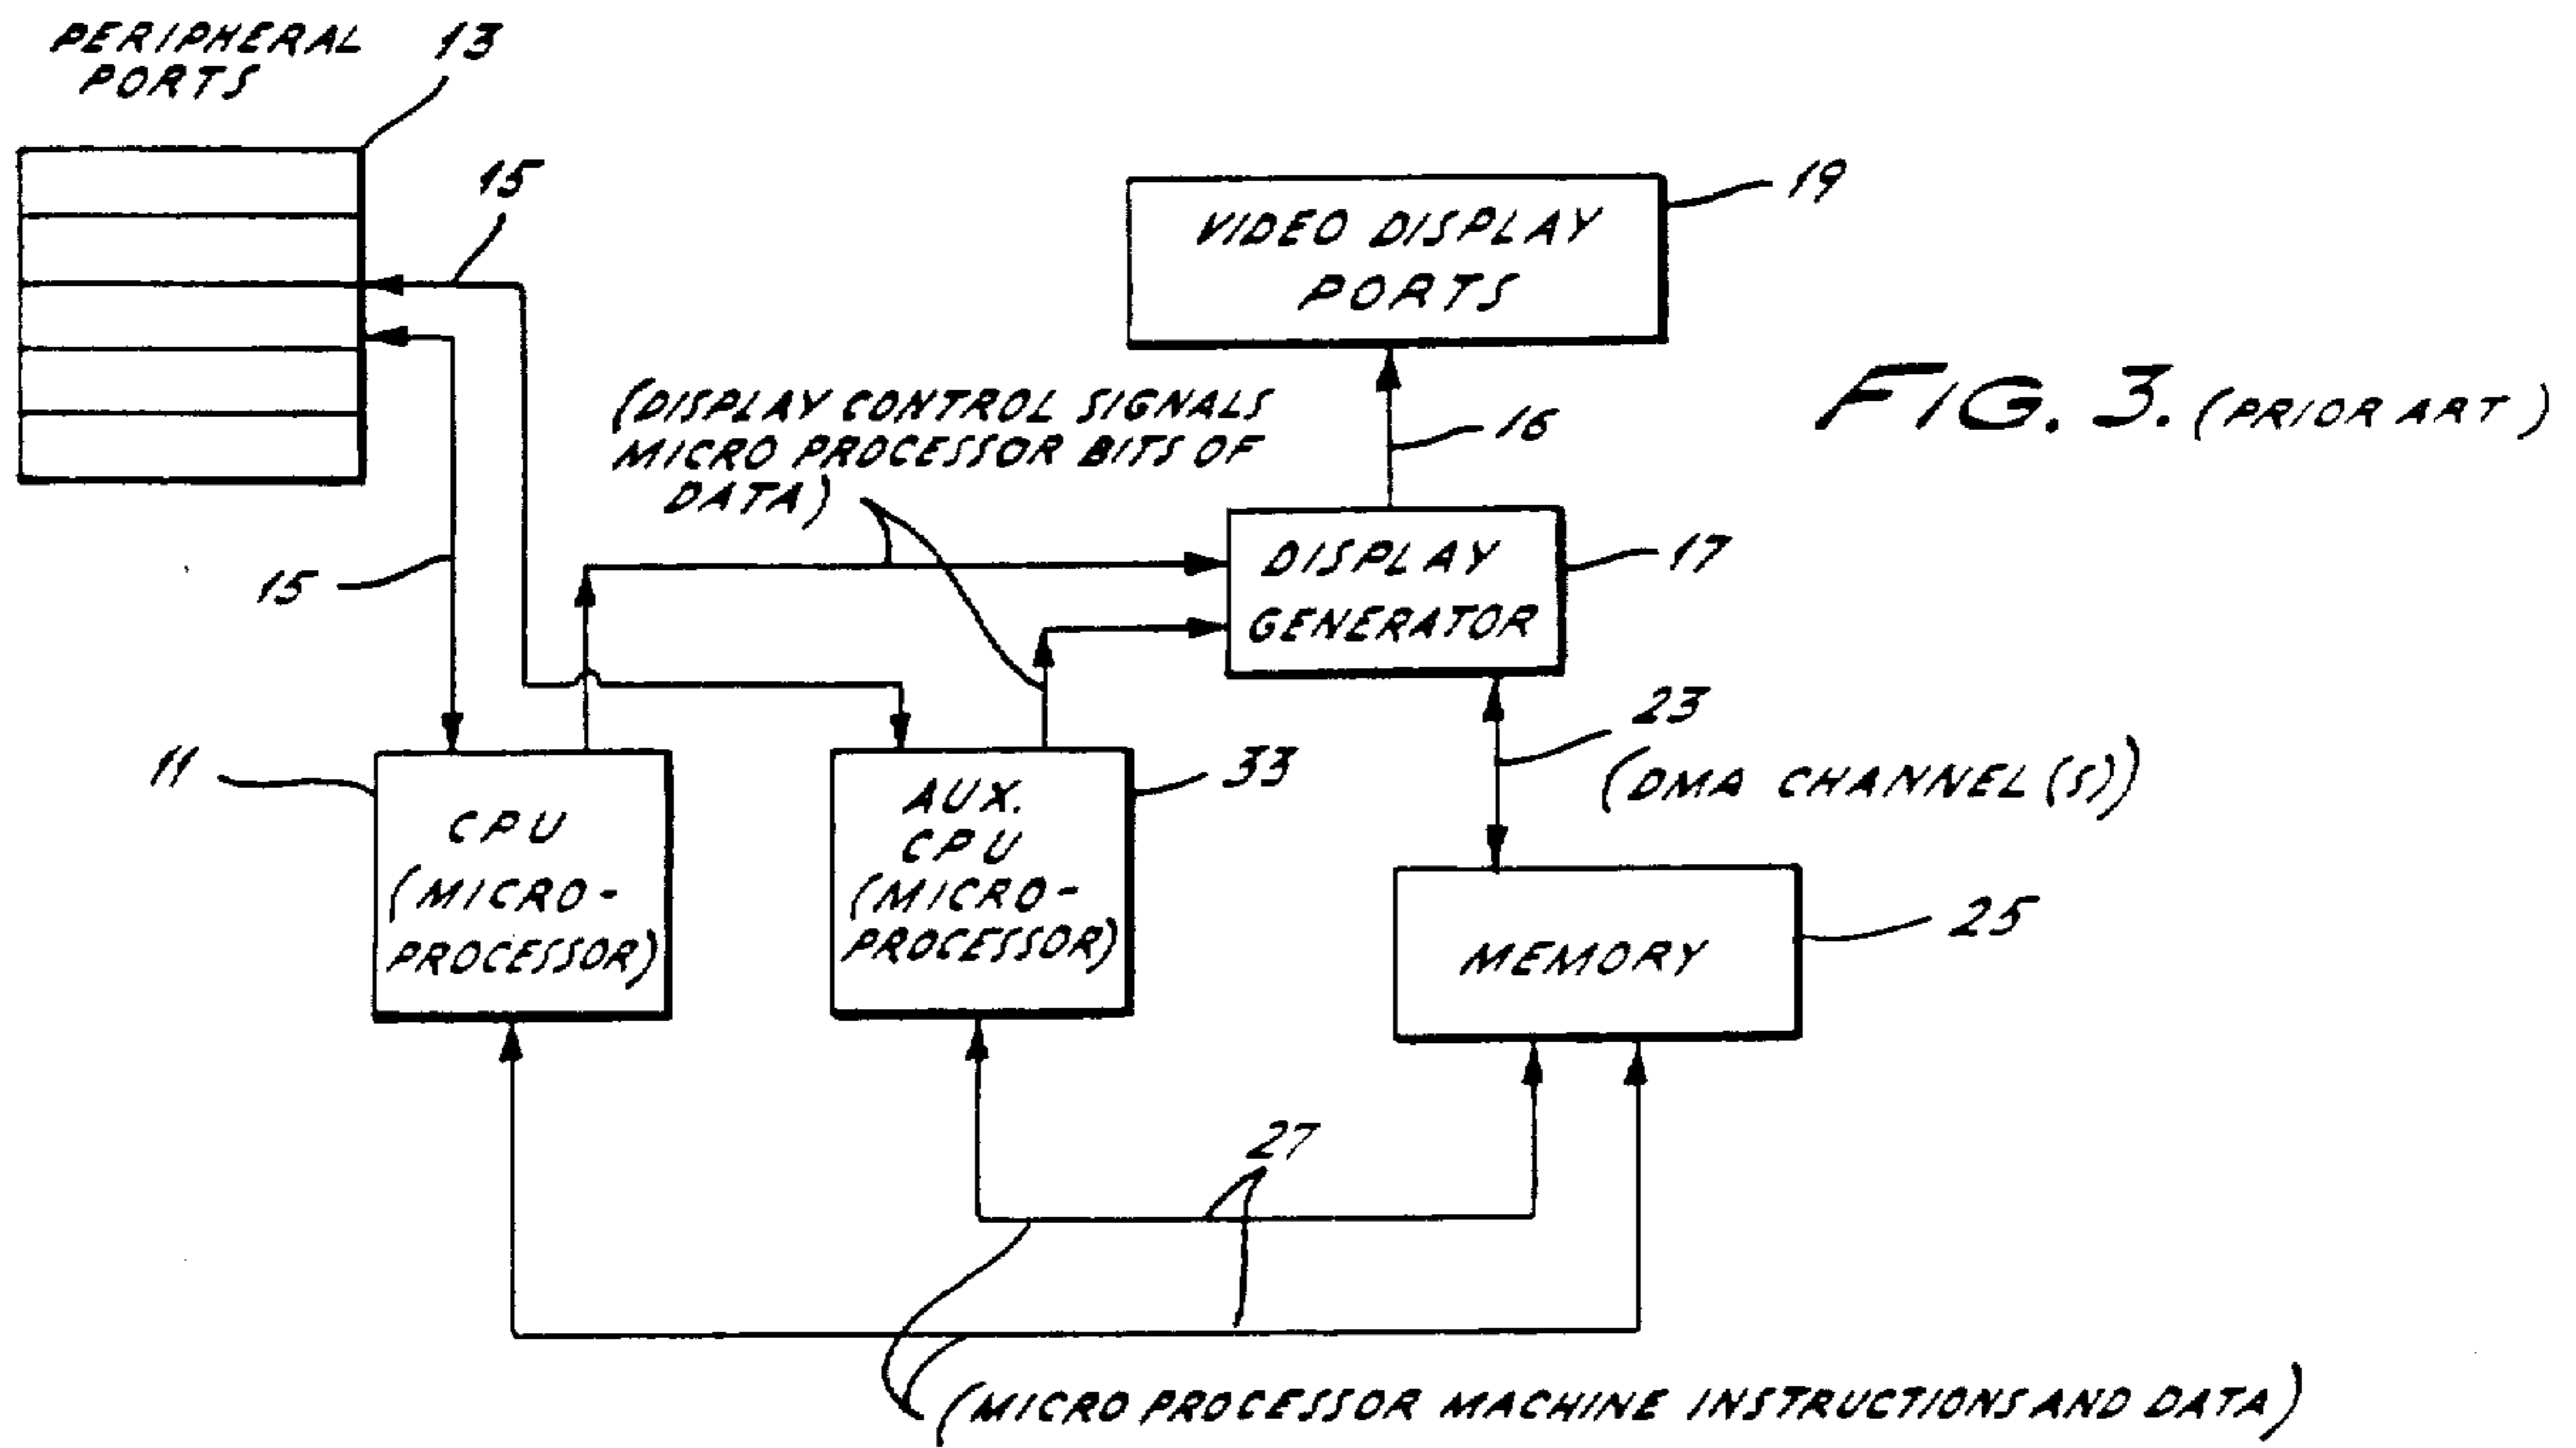 PERIPHERAL
PORTS
13
15
VIDEO DISPLAY
PORTS
19
(DISPLAY CONTROL SIGNALS
MICRO PROCESSOR BITS OF
DATA)
16
FIG. 3. (PRIOR ART)
15
DISPLAY
GENERATOR
17
23
(DMA CHANNEL(S))
11
CPU
(MICRO-
PROCESSOR)
AUX.
CPU
(MICRO-
PROCESSOR)
33
MEMORY
25
27
(MICRO PROCESSOR MACHINE INSTRUCTIONS AND DATA)